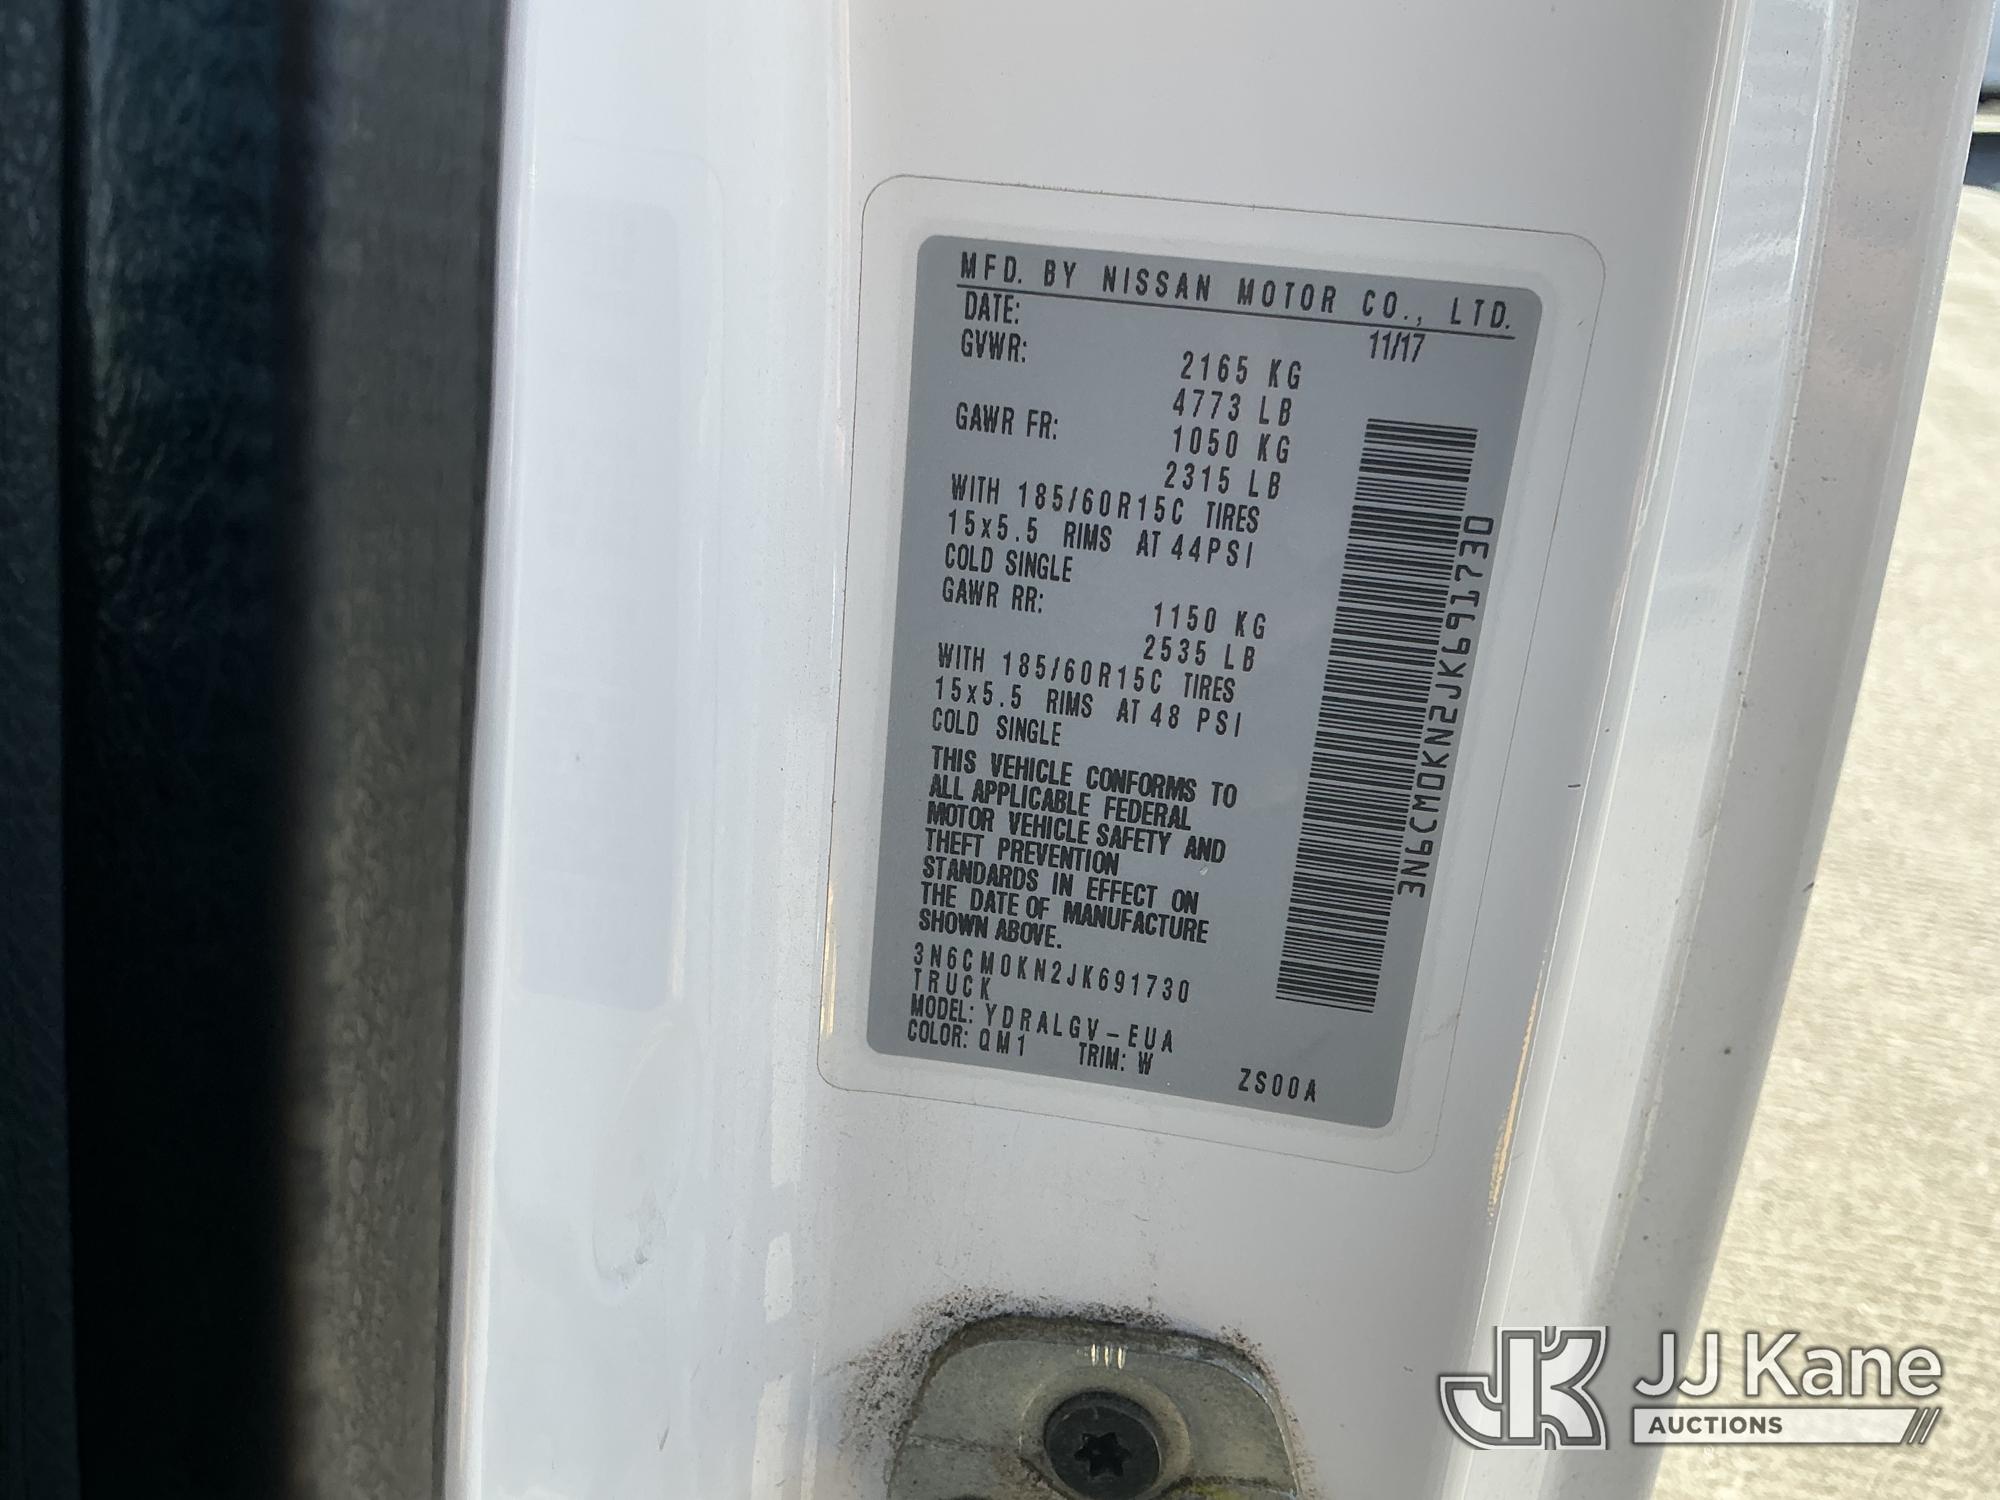 MFD. BY NISSAN MOTOR CO., LTD.
DATE: 11/17
GVWR: 2165 KG
4773 LB
GAWR FR: 1050 KG
2315 LB
WITH 185/60R15C TIRES
15x5.5 RIMS AT 44PSI
COLD SINGLE
GAWR RR: 1150 KG
2535 LB
WITH 185/60R15C TIRES
15x5.5 RIMS AT 48 PSI
COLD SINGLE
THIS VEHICLE CONFORMS TO
ALL APPLICABLE FEDERAL
MOTOR VEHICLE SAFETY AND
THEFT PREVENTION
STANDARDS IN EFFECT ON
THE DATE OF MANUFACTURE
SHOWN ABOVE.
3N6CM0KN2JK691730
TRUCK
MODEL: YDRALGV-EUA
COLOR: QM1 TRIM: W ZS00A
3N6CM0KN2JK691730
JK JJ Kane
AUCTIONS